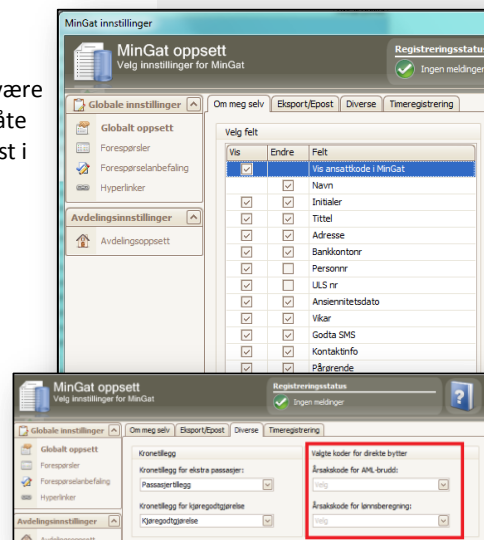 MinGat innstillinger
MinGat oppsett
Velg innstillinger for MinGat
Registreringsstatus
Ingen meldinger
være
åte
st i
Globale innstillinger
Globalt oppsett
Forespørsler
Forespørselanbefaling
Hyperlinker
Avdelingsinnstillinger
Avdelingsoppsett
Om meg selv Eksport/Epost Diverse Timeregistrering
Velg felt
Vis Endre Felt
Vis ansattkode i MinGat
Navn
Initialer
Tittel
Adresse
Bankkontonr
Personnr
ULS nr
Ansiennitetsdato
Vikar
Godta SMS
Kontaktinfo
Pårørende
MinGat oppsett
Velg innstillinger for MinGat
Registreringsstatus
Ingen meldinger
?
Globale innstillinger
Globalt oppsett
Forespørsler
Forespørselanbefaling
Hyperlinker
Avdelingsinnstillinger
Avdelingsoppsett
Om meg selv Eksport/Epost Diverse Timeregistrering
Kronetillegg
Kronetillegg for ekstra passasjer:
Passasjertillegg
Kronetillegg for kjøregodtgjørelse
Kjøregodtgjørelse
Valgte koder for direkte bytter
Årsakskode for AML-brudd:
Velg
Årsakskode for lønnsberegning:
Velg